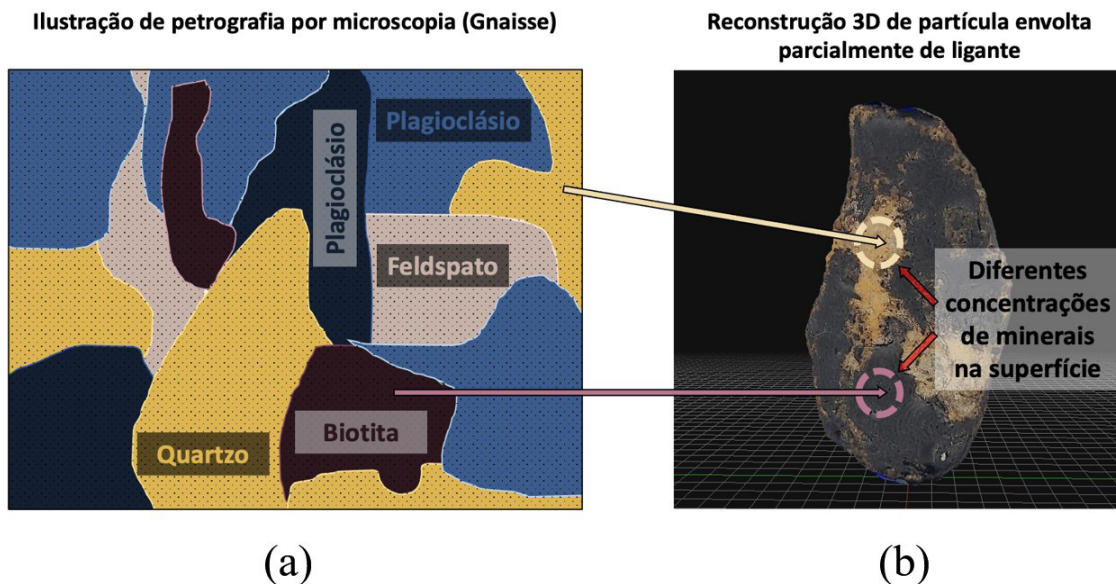 Ilustração de petrografia por microscopia (Gnaisse)
Reconstrução 3D de partícula envolta
parcialmente de ligante
Plagioclásio
Plagioclásio
Feldspato
Biotita
Quartzo
Diferentes
concentrações
de minerais
na superfície
(a)
(b)